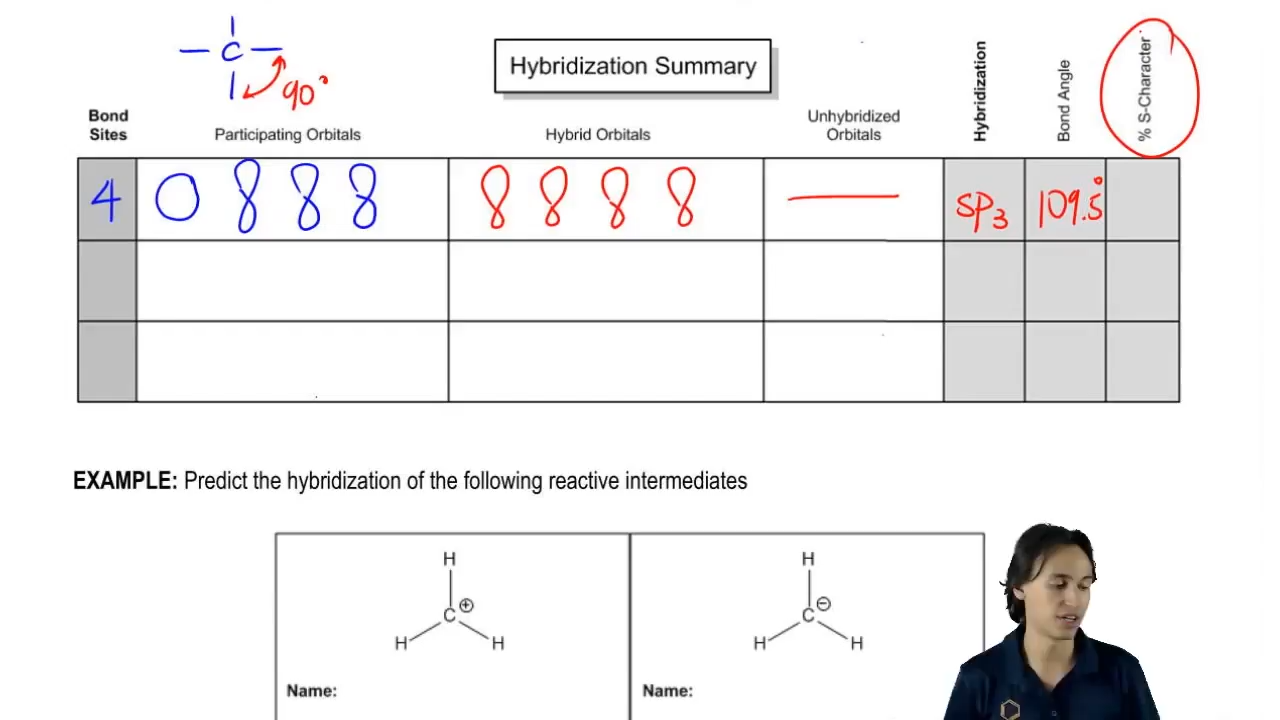 — C —
90°
Hybridization Summary
Bond Sites
Participating Orbitals
Hybrid Orbitals
Unhybridized Orbitals
Hybridization
Bond Angle
% S-Character
4
sp3
109.5°
EXAMPLE: Predict the hybridization of the following reactive intermediates
H
C +
H H
Name:
H
C −
H H
Name: